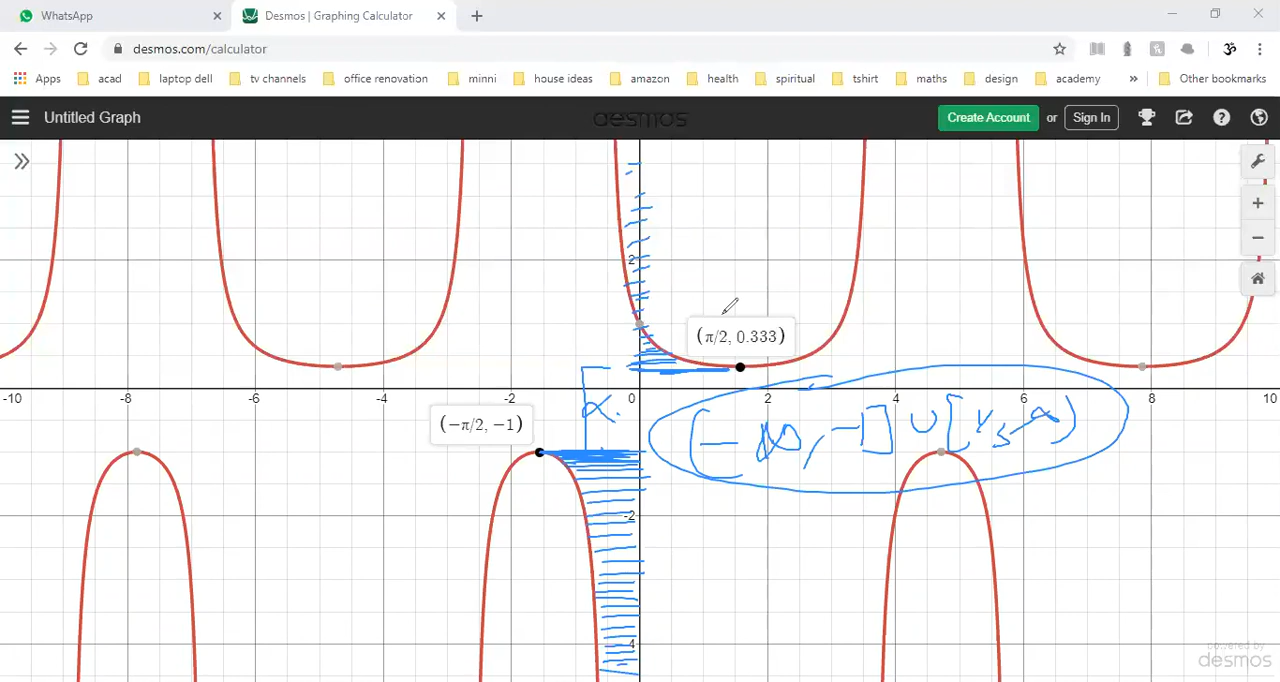 WhatsApp
Desmos | Graphing Calculator
desmos.com/calculator
Apps acad laptop dell tv channels office renovation minni house ideas amazon health spiritual tshirt maths design academy » Other bookmarks
Untitled Graph
desmos
Create Account or Sign In
2
(π/2, 0.333)
-10 -8 -6 -4 -2 0 2 4 6 8 10
(−π/2, −1)
(-∞, -1] ∪ [1/3, ∞)
-2
-4
powered by
desmos